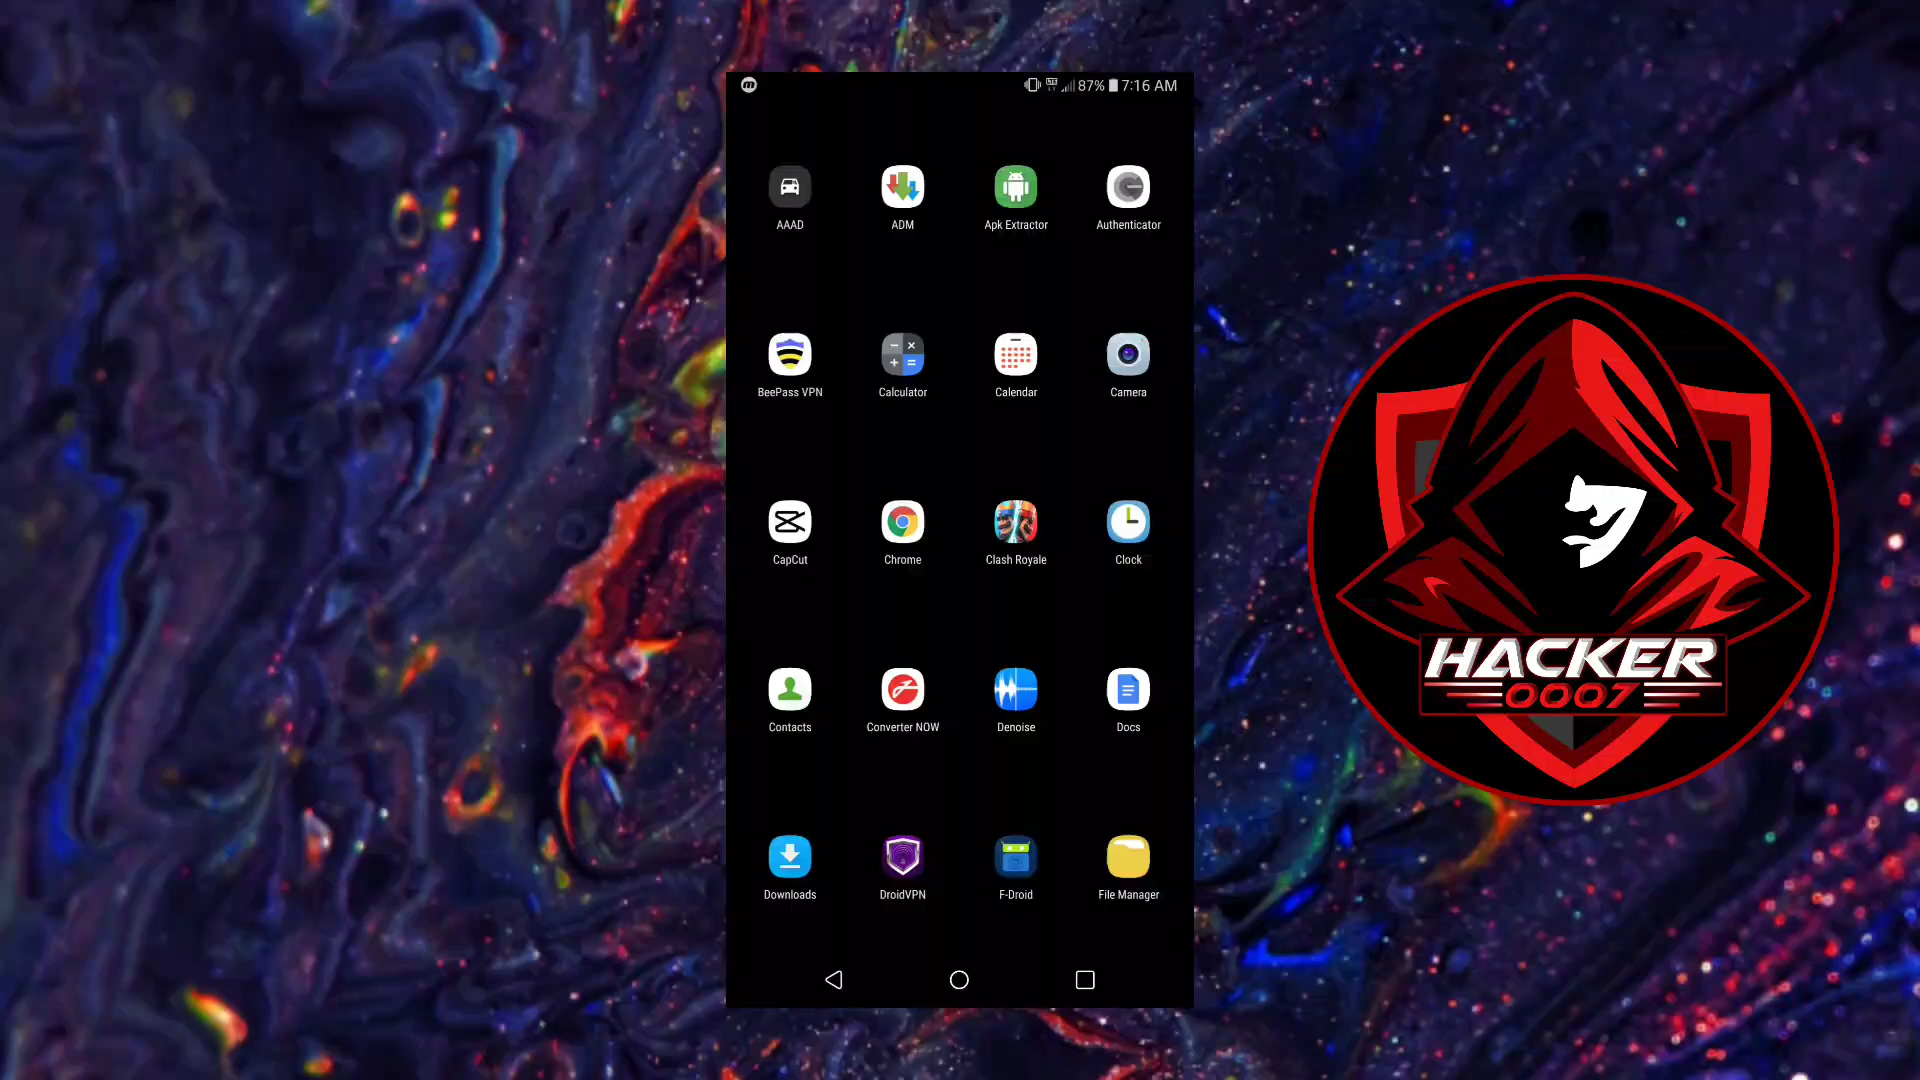 87% 7:16 AM
AAAD ADM Apk Extractor Authenticator
BeePass VPN Calculator Calendar Camera
CapCut Chrome Clash Royale Clock
Contacts Converter NOW Denoise Docs
Downloads DroidVPN F-Droid File Manager
HACKER
0007